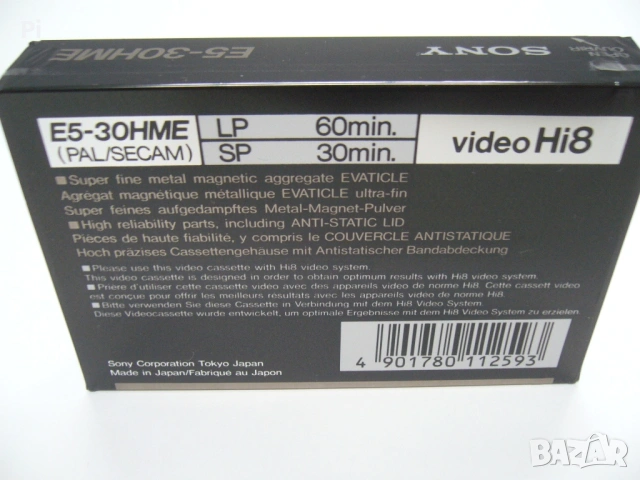 Pi
E5-30HME
SONY
OPEN
OUVRIR
E5-30HME
(PAL/SECAM)
LP 60min.
SP 30min.
video Hi8
■Super fine metal magnetic aggregate EVATICLE
Agrégat magnétique métallique EVATICLE ultra-fin
Super feines aufgedampftes Metal-Magnet-Pulver
■High reliability parts, including ANTI-STATIC LID
Pièces de haute fiabilité, y compris le COUVERCLE ANTISTATIQUE
Hoch präzises Cassettengehäuse mit Antistatischer Bandabdeckung
■Please use this video cassette with Hi8 video system.
This video cassette is designed in order to obtain optimum results with Hi8 video system.
■Prière d'utiliser cette cassette video avec des appareils video de norme Hi8. Cette cassett video
est conçue pour offrir les meilleurs résultats avec les appareils video de norme Hi8.
■Bitte verwenden Sie diese Cassette in Verbindung mit dem Hi8 Video System.
Diese Videocassette wurde entwickelt, um optimale Ergebnisse mit dem Hi8 Video System zu erzielen.
Sony Corporation Tokyo Japan
Made in Japan/Fabriqué au Japon
4 901780 112593
BAZAR